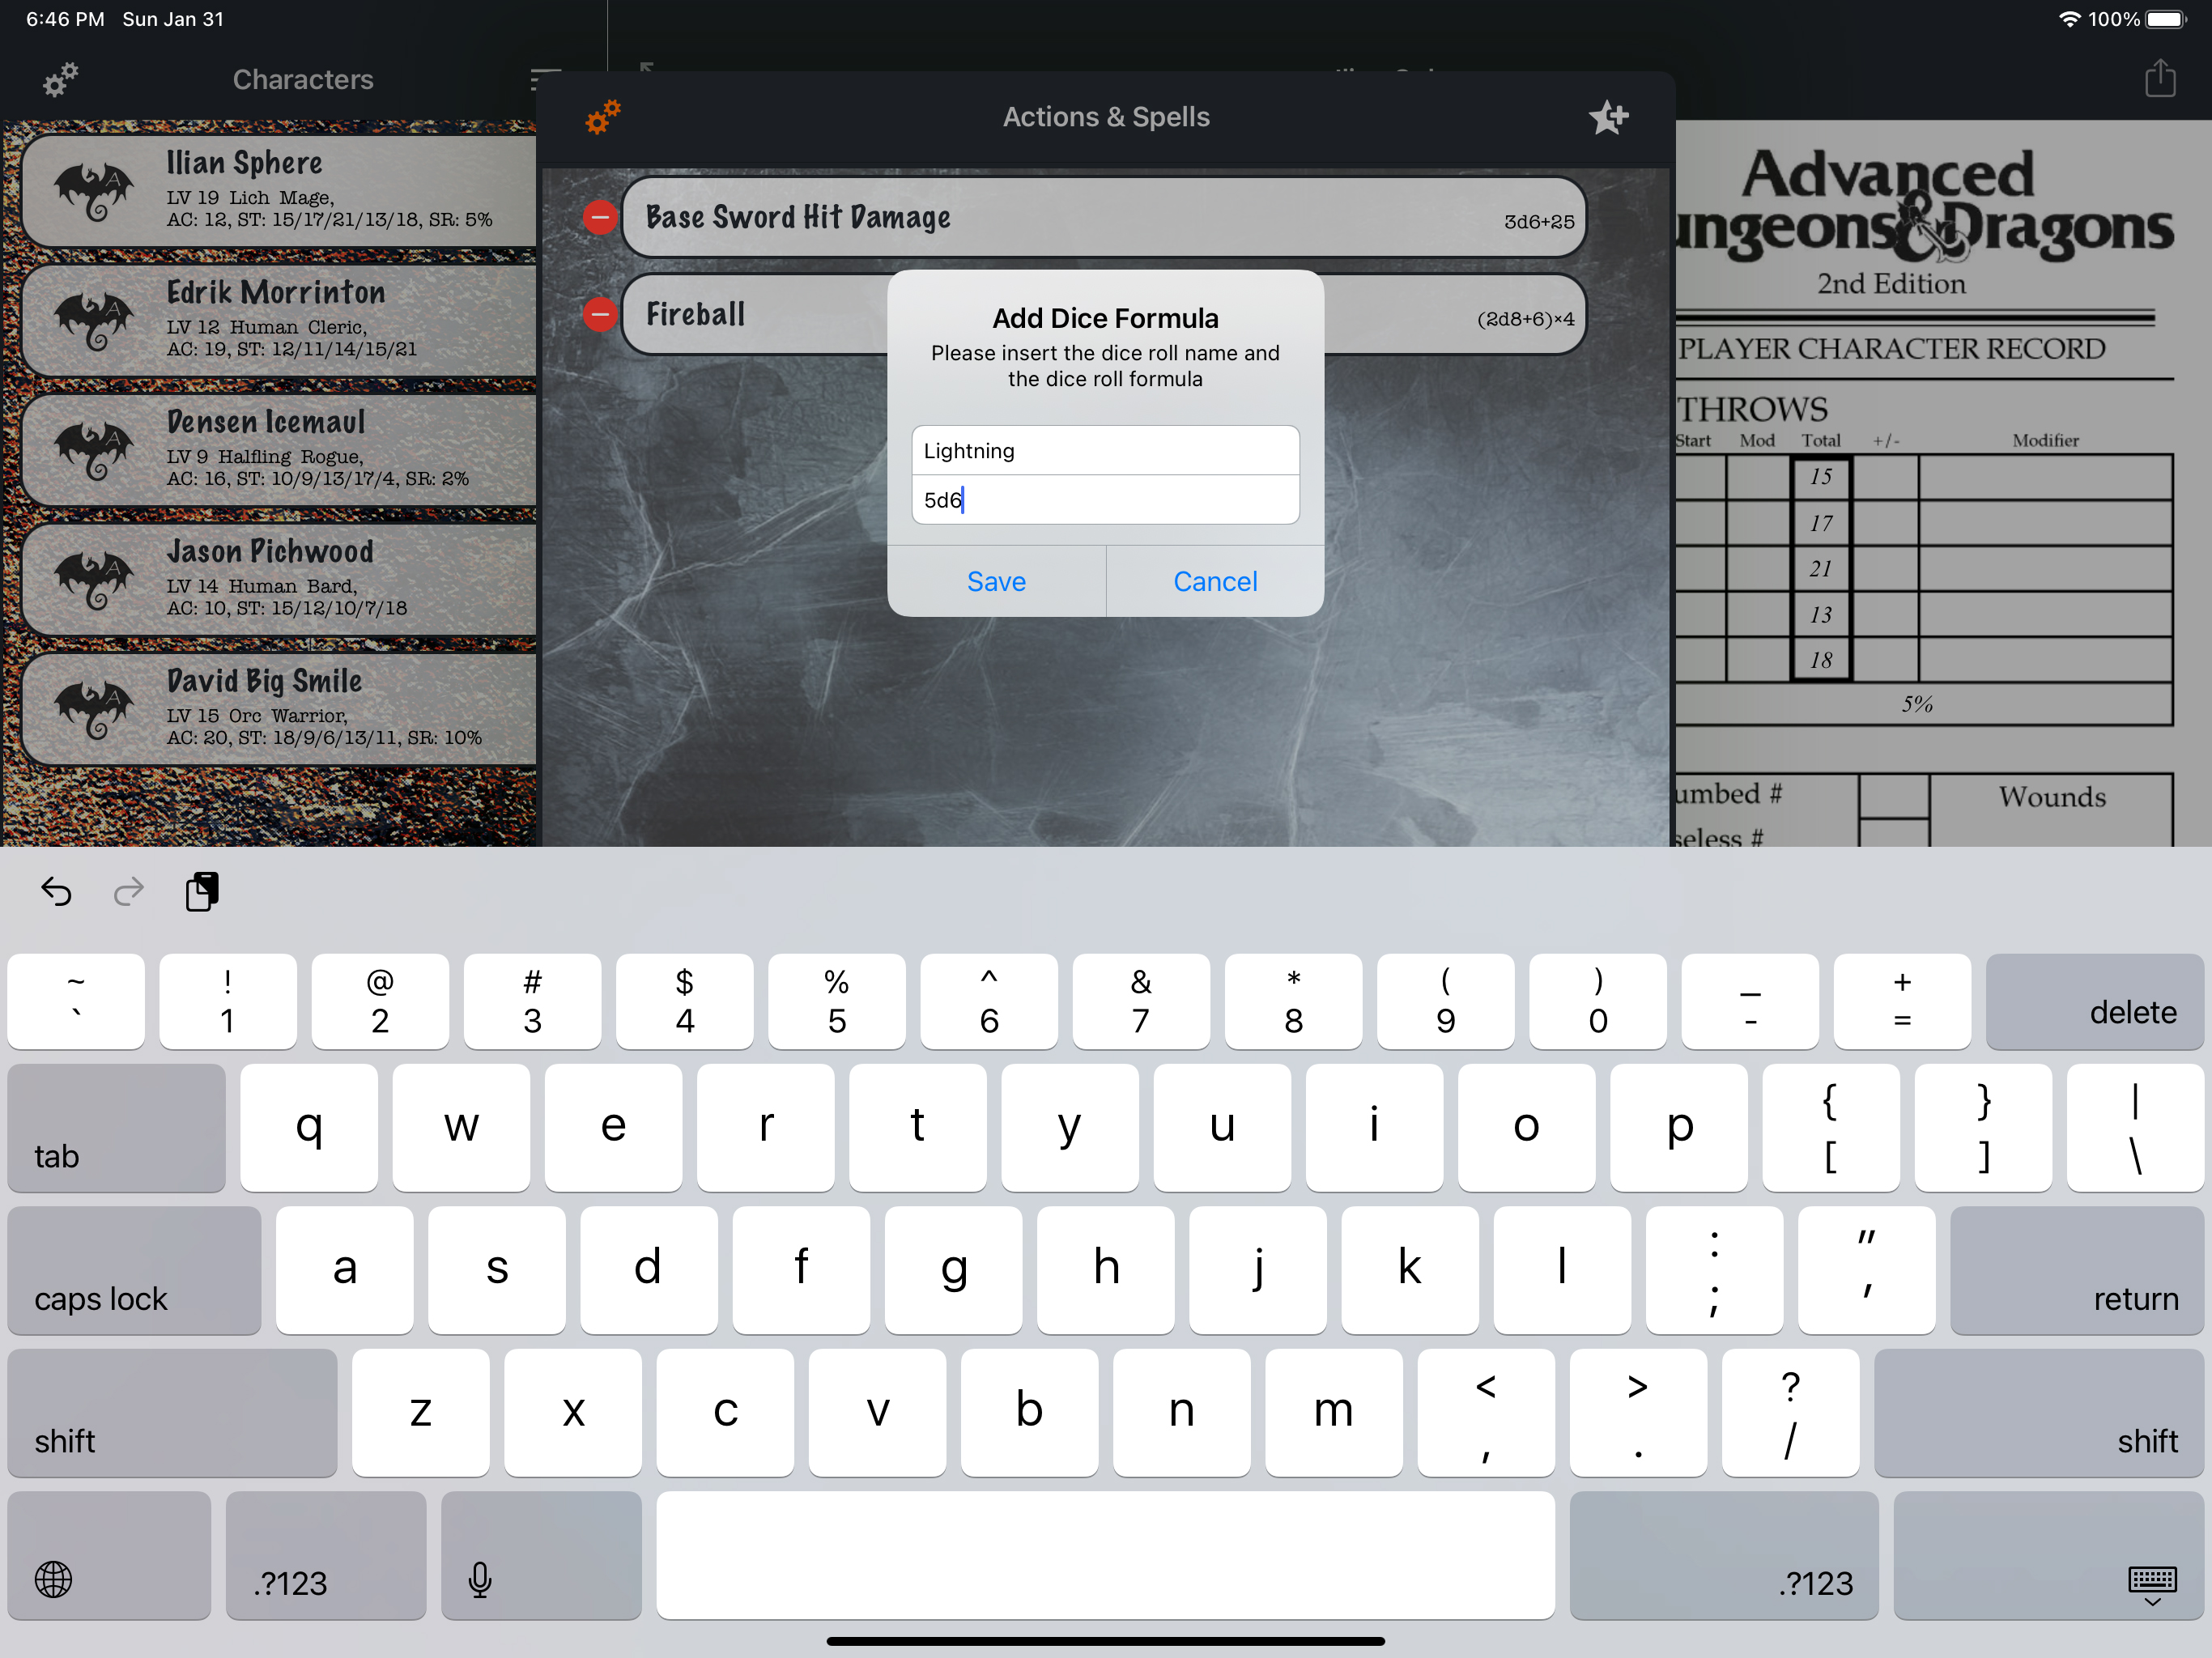 6:46 PM Sun Jan 31
100%
Characters
Ilian Sphere
LV 19 Lich Mage,
AC: 12, ST: 15/17/21/13/18, SR: 5%
Edrik Morrinton
LV 12 Human Cleric,
AC: 19, ST: 12/11/14/15/21
Densen Icemaul
LV 9 Halfling Rogue,
AC: 16, ST: 10/9/13/17/4, SR: 2%
Jason Pichwood
LV 14 Human Bard,
AC: 10, ST: 15/12/10/7/18
David Big Smile
LV 15 Orc Warrior,
AC: 20, ST: 18/9/6/13/11, SR: 10%
Actions & Spells
Base Sword Hit Damage 3d6+25
Fireball (2d8+6)×4
Add Dice Formula
Please insert the dice roll name and
the dice roll formula
Lightning
5d6
Save Cancel
Advanced
ungeons & Dragons
2nd Edition
PLAYER CHARACTER RECORD
THROWS
Start Mod Total +/- Modifier
15
17
21
13
18
5%
umbed # Wounds
seless #
~ ! @ # $ % ^ & * ( ) _ +
` 1 2 3 4 5 6 7 8 9 0 - = delete
tab q w e r t y u i o p { [ } ] | \
caps lock a s d f g h j k l : ; " ' return
shift z x c v b n m < , > . ? / shift
.?123 .?123